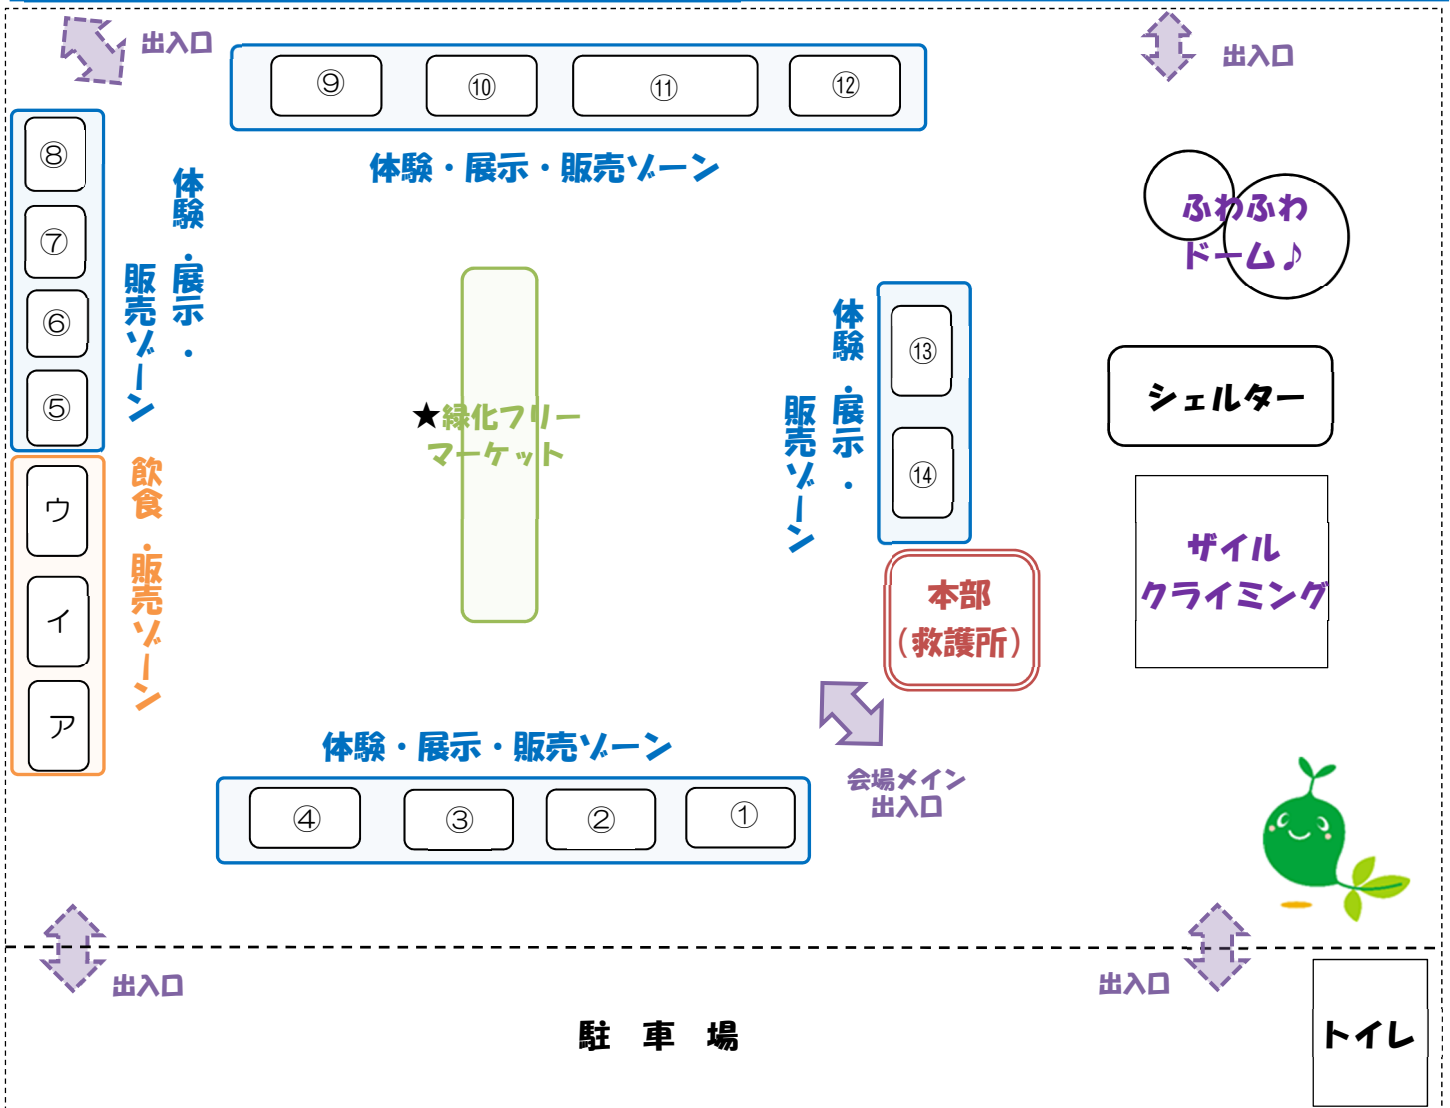 出入口
出入口
⑨
⑩
⑪
⑫
体験・展示・販売ゾーン
⑧
⑦
⑥
⑤
体験・展示・
販売ゾーン
ふわふわ
ドーム♪
★緑化フリー
マーケット
体験・展示・
販売ゾーン
⑬
⑭
シェルター
ザイル
クライミング
ウ
イ
ア
飲食・販売ゾーン
本部
(救護所)
会場メイン
出入口
体験・展示・販売ゾーン
④
③
②
①
出入口
出入口
駐車場
トイレ